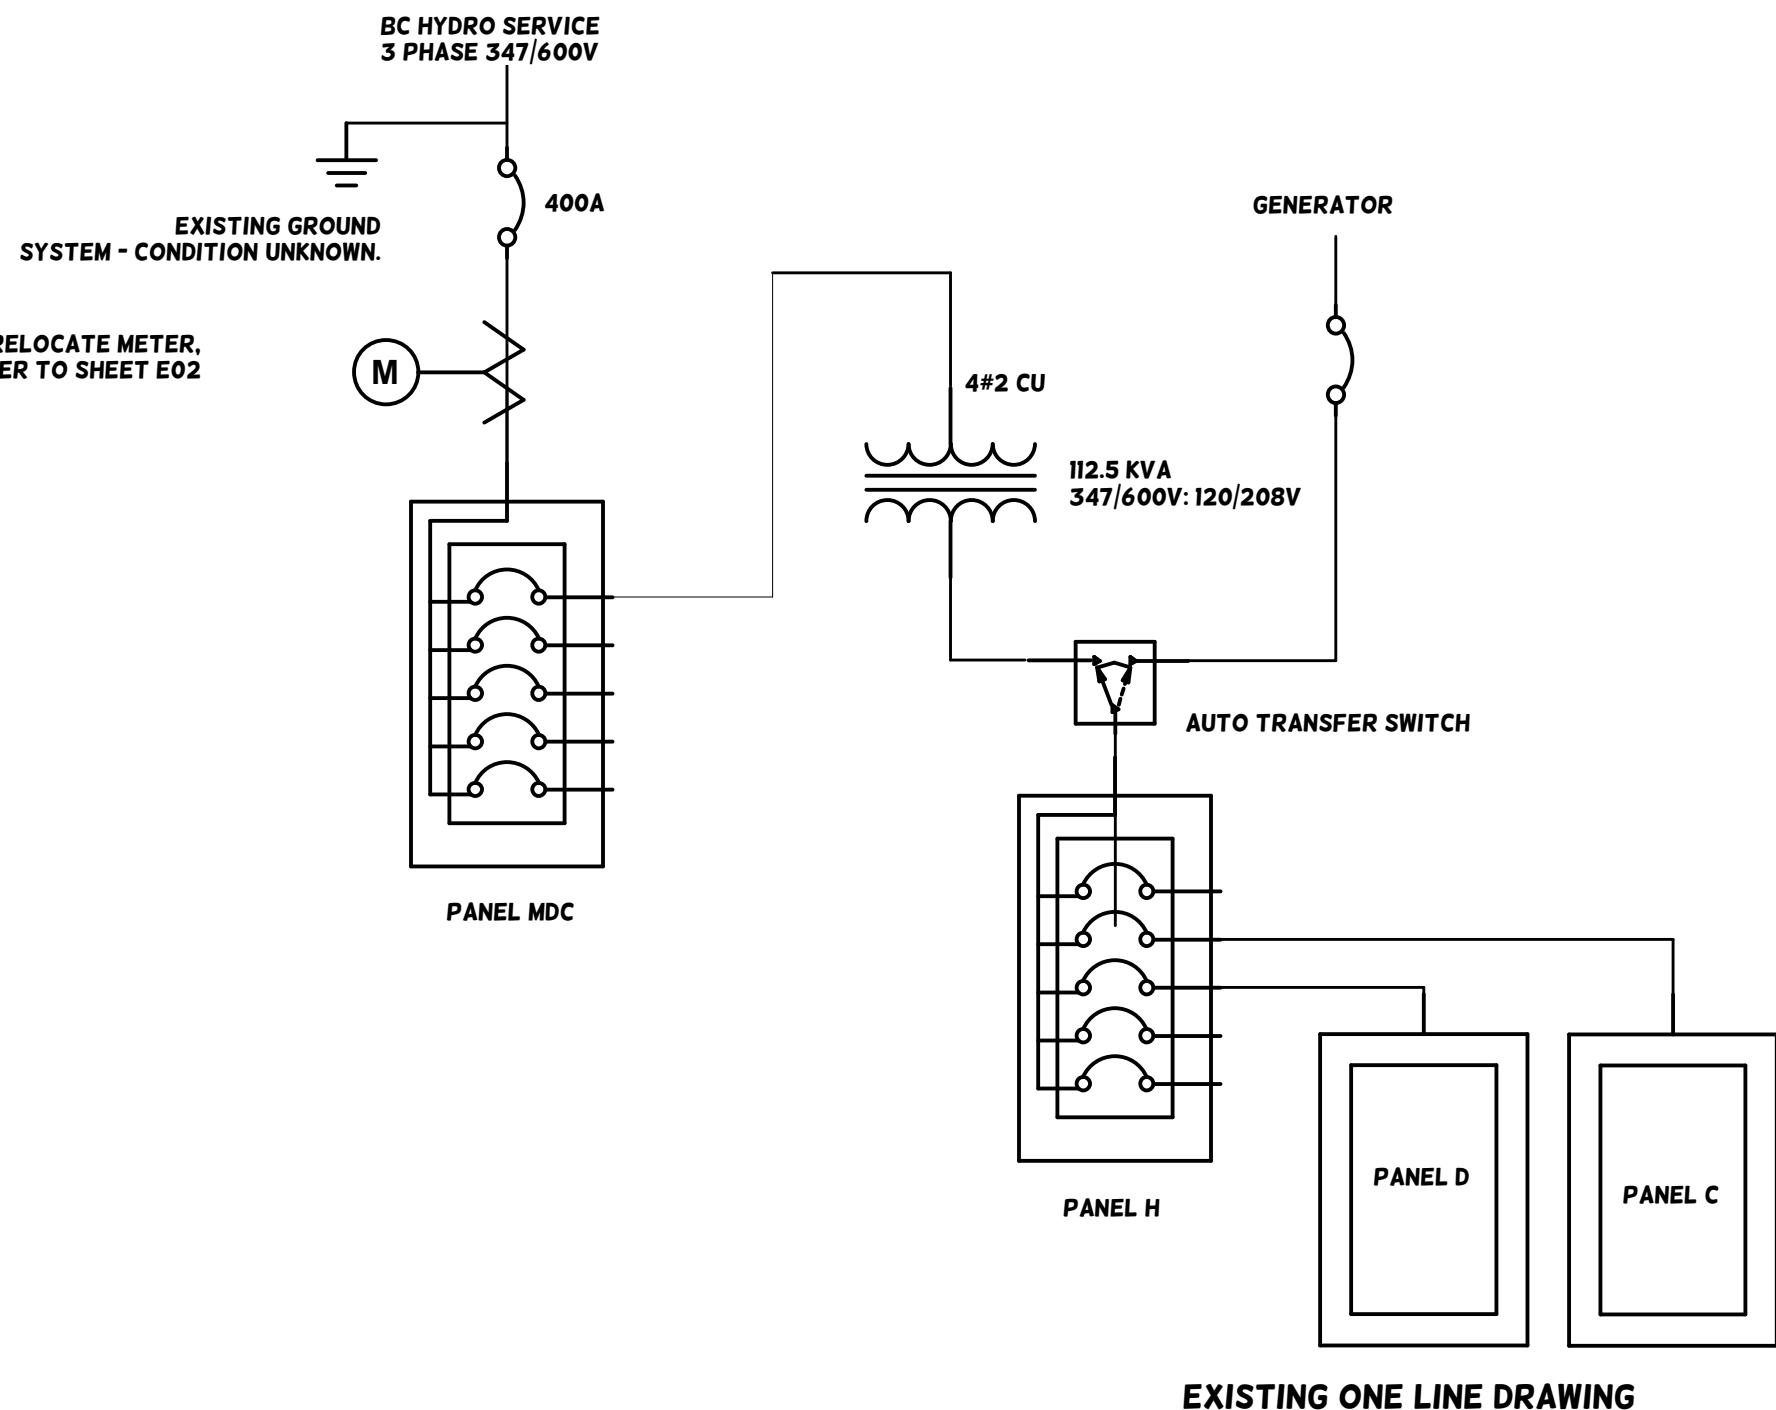 BC HYDRO SERVICE
3 PHASE 347/600V
400A
EXISTING GROUND
SYSTEM - CONDITION UNKNOWN.
GENERATOR
RELOCATE METER,
ER TO SHEET E02
M
4#2 CU
112.5 KVA
347/600V: 120/208V
AUTO TRANSFER SWITCH
PANEL MDC
PANEL H
PANEL D
PANEL C
EXISTING ONE LINE DRAWING